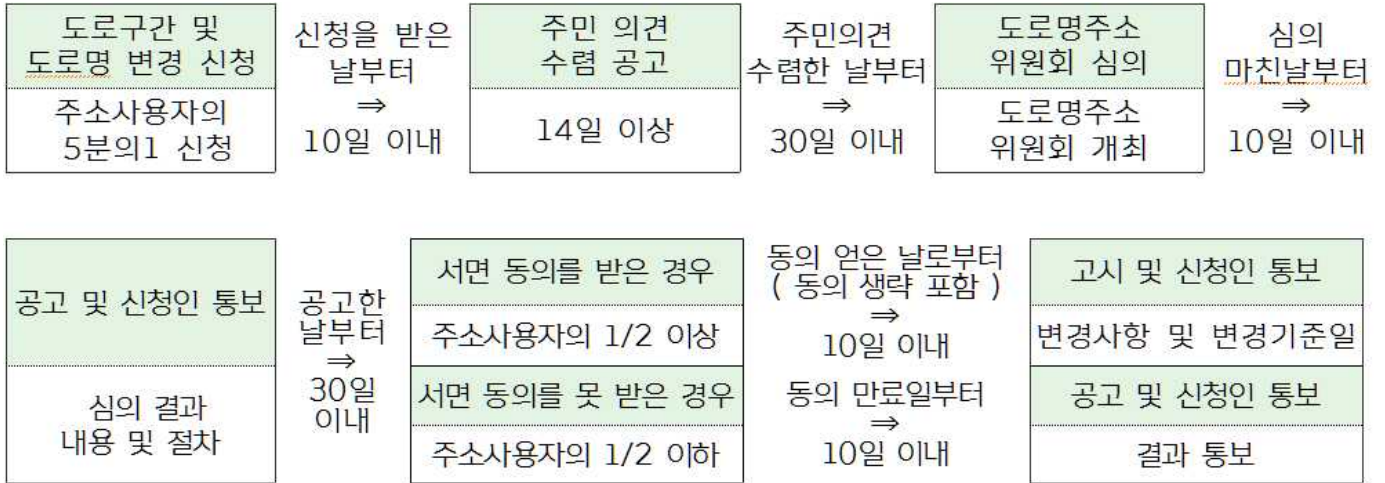 도로구간 및
도로명 변경 신청
주소사용자의
5분의1 신청
신청을 받은
날부터
⇒
10일 이내
주민 의견
수렴 공고
14일 이상
주민의견
수렴한 날부터
⇒
30일 이내
도로명주소
위원회 심의
도로명주소
위원회 개최
심의
마친날부터
⇒
10일 이내
공고 및 신청인 통보
심의 결과
내용 및 절차
공고한
날부터
⇒
30일
이내
서면 동의를 받은 경우
주소사용자의 1/2 이상
서면 동의를 못 받은 경우
주소사용자의 1/2 이하
동의 얻은 날로부터
( 동의 생략 포함 )
⇒
10일 이내
동의 만료일부터
⇒
10일 이내
고시 및 신청인 통보
변경사항 및 변경기준일
공고 및 신청인 통보
결과 통보